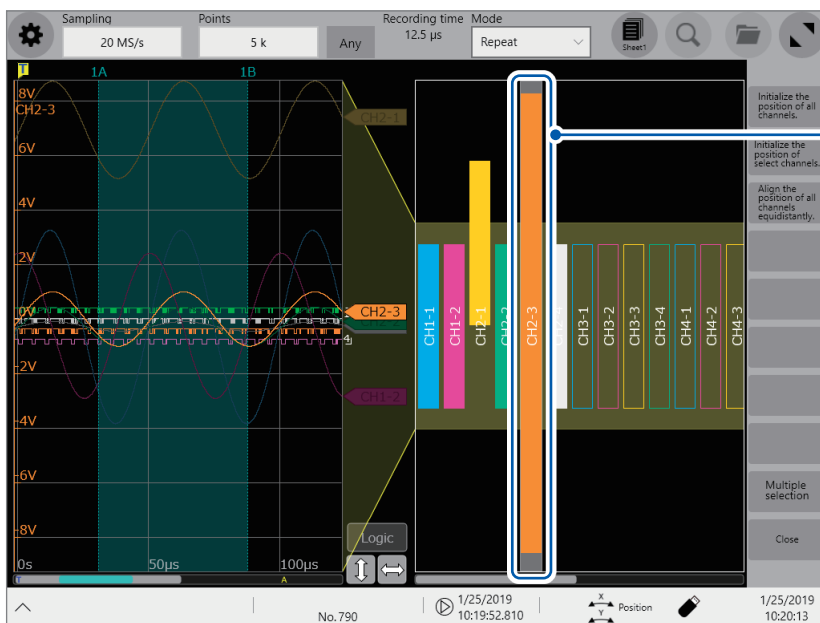 Sampling
Points
Recording time
Mode
20 MS/s
5 k
Any
12.5 µs
Repeat
Sheet1
T
1A
1B
8V
CH2-3
6V
4V
2V
0V
-2V
-4V
-6V
-8V
0s
50µs
100µs
T
A
CH2-1
CH2-3
CH2-2
4
CH1-2
Logic
CH1-1
CH1-2
CH2-1
CH2-2
CH2-3
CH3-1
CH3-2
CH3-3
CH3-4
CH4-1
CH4-2
CH4-3
Initialize the
position of all
channels.
Initialize the
position of
select channels.
Align the
position of all
channels
equidistantly.
Multiple
selection
Close
No. 790
1/25/2019
10:19:52.810
X
Y
Position
1/25/2019
10:20:13